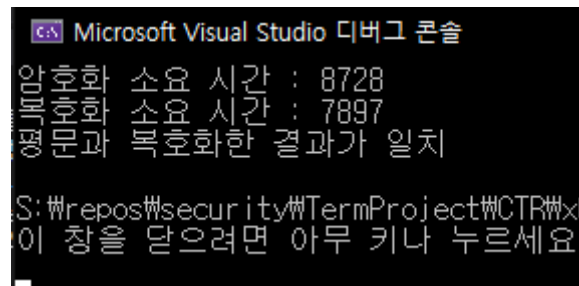 Microsoft Visual Studio 디버그 콘솔
암호화 소요 시간 : 8728
복호화 소요 시간 : 7897
평문과 복호화한 결과가 일치
S:₩repos₩security₩TermProject₩CTR₩x
이 창을 닫으려면 아무 키나 누르세요